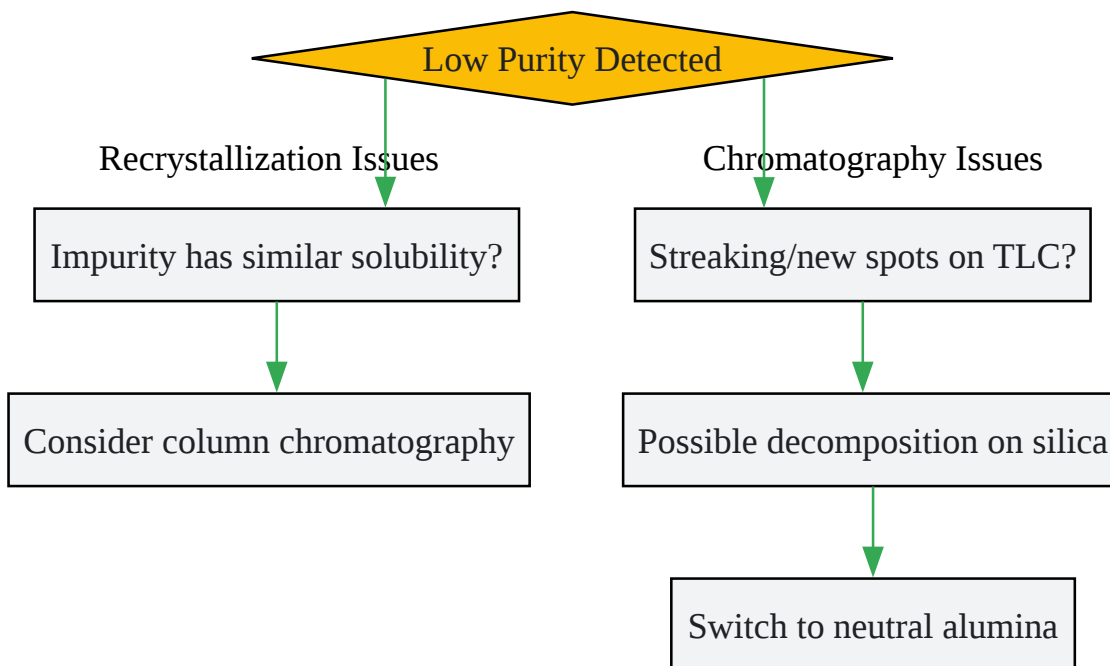 Low Purity Detected
Recrystallization Issues
Chromatography Issues
Impurity has similar solubility?
Streaking/new spots on TLC?
Consider column chromatography
Possible decomposition on silica
Switch to neutral alumina